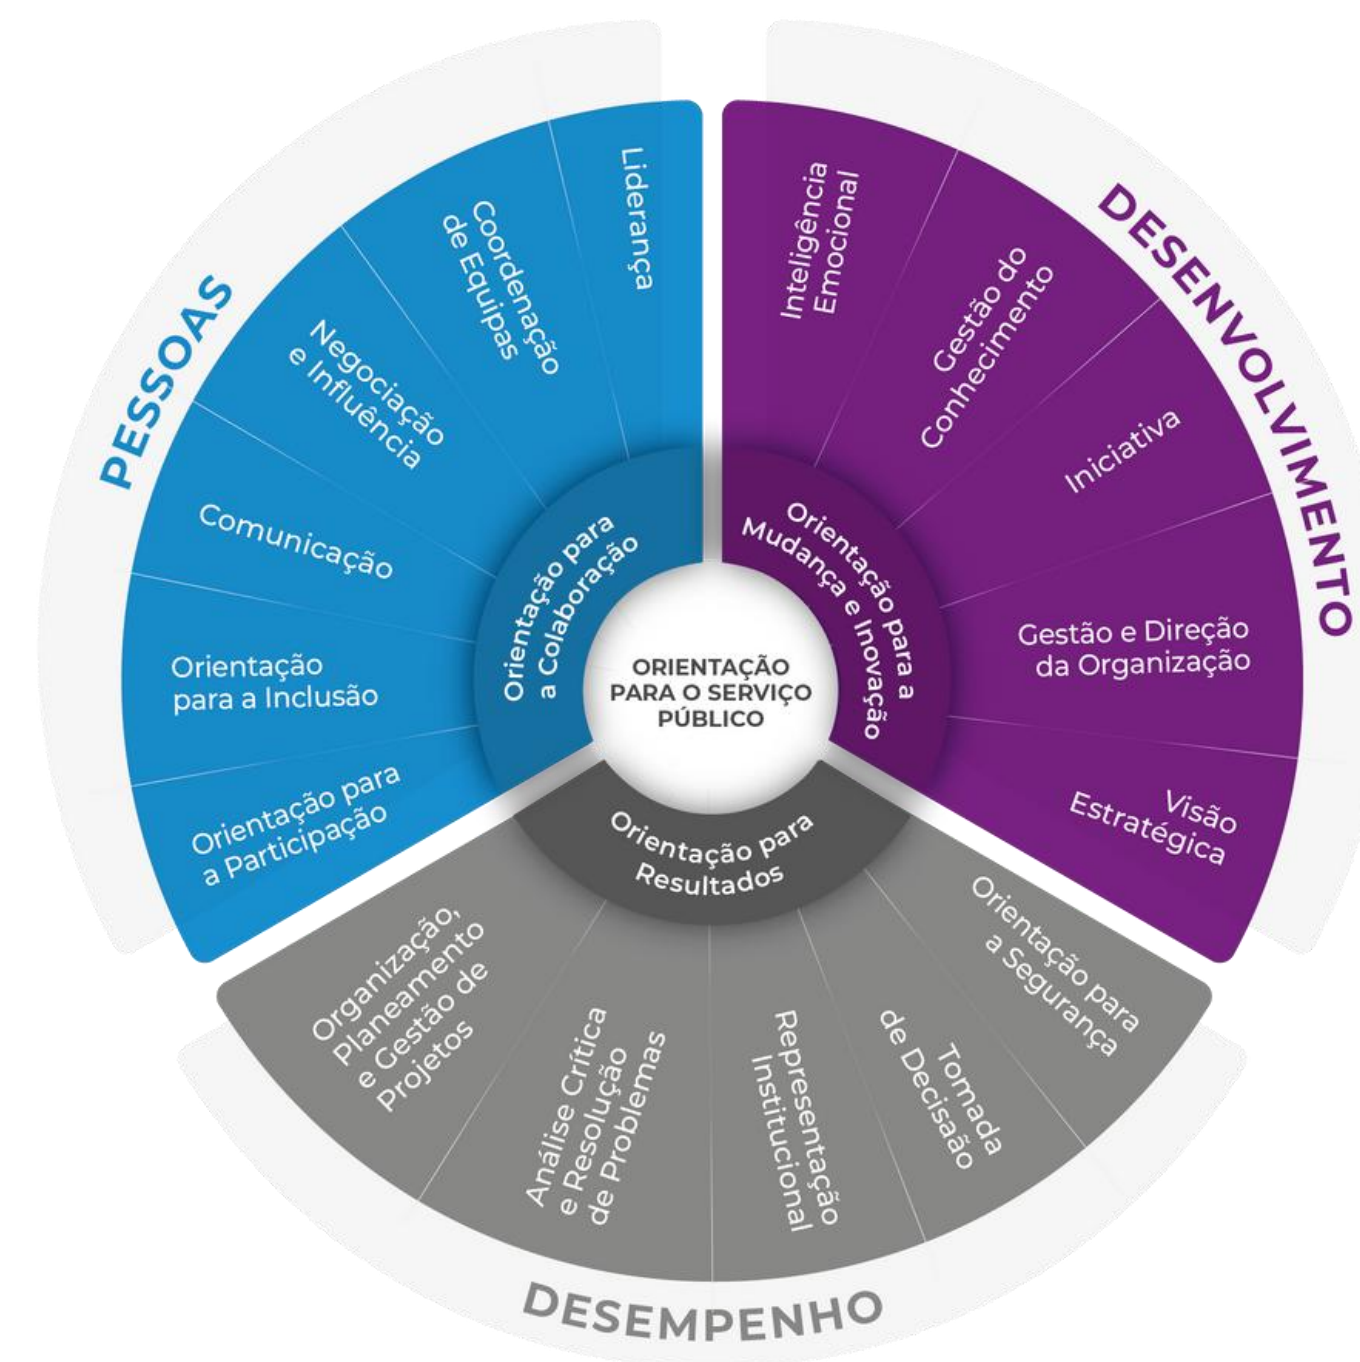 PESSOAS
Liderança
Coordenação
de Equipas
Negociação
e Influência
Comunicação
Orientação
para a Inclusão
Orientação para
a Participação
Orientação para
a Colaboração
DESENVOLVIMENTO
Inteligência
Emocional
Gestão do
Conhecimento
Iniciativa
Gestão e Direção
da Organização
Visão
Estratégica
Orientação para a
Mudança e Inovação
ORIENTAÇÃO
PARA O SERVIÇO
PÚBLICO
Orientação para
Resultados
Organização,
Planeamento
e Gestão de
Projetos
Análise Crítica
e Resolução
de Problemas
Representação
Institucional
Tomada
de Decisaão
Orientação para
a Segurança
DESEMPENHO